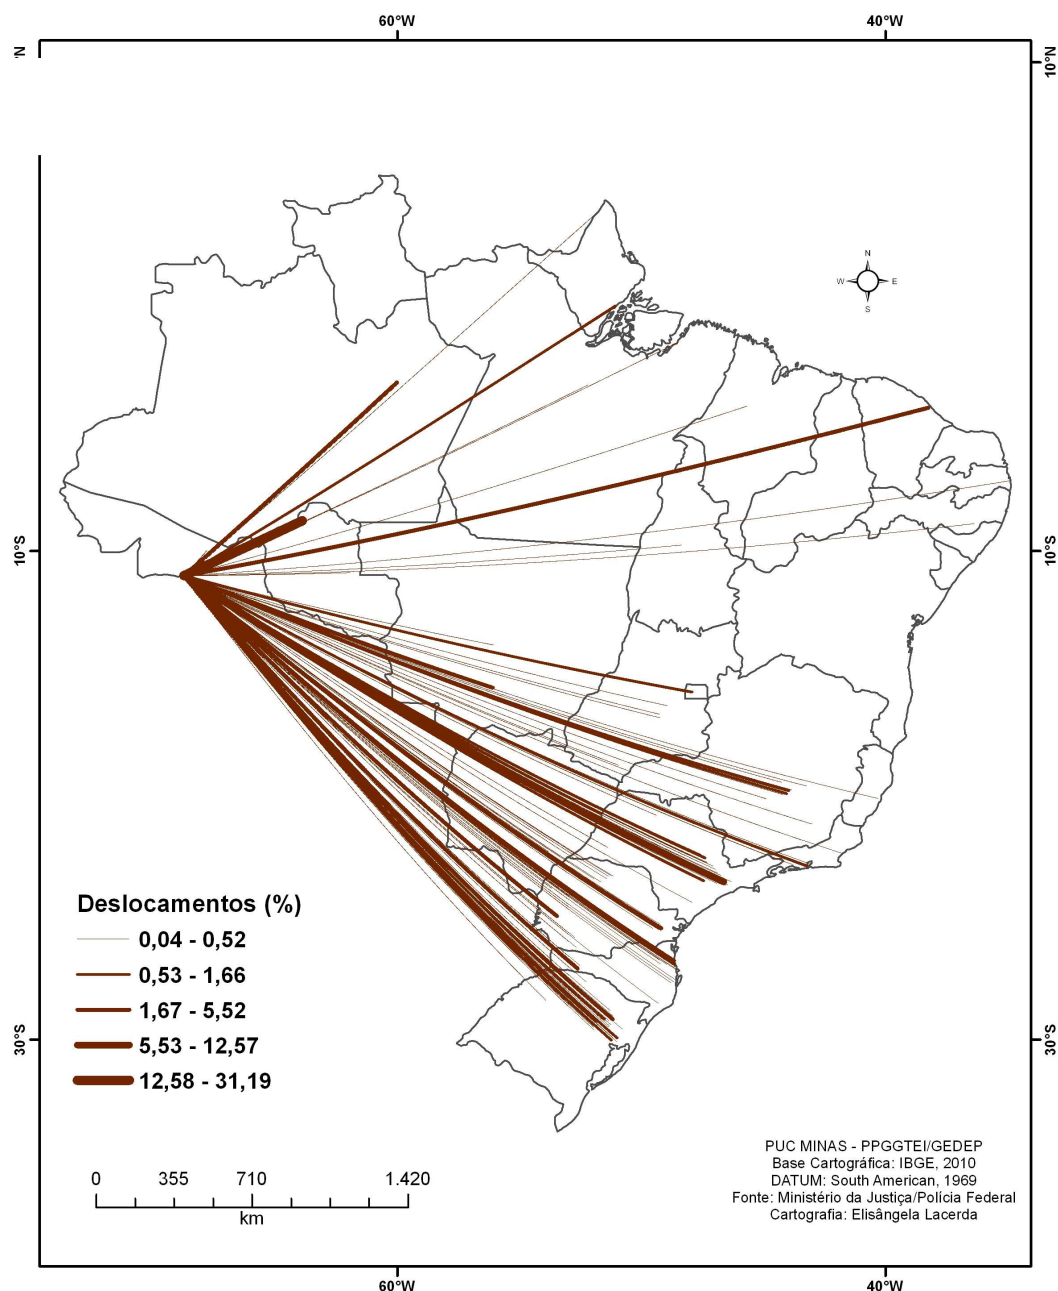 60°W
40°W
N
10°N
N
W
E
S
10°S
10°S
Deslocamentos (%)
0,04 - 0,52
0,53 - 1,66
1,67 - 5,52
5,53 - 12,57
12,58 - 31,19
30°S
30°S
0 355 710 1.420
km
PUC MINAS - PPGGTEI/GEDEP
Base Cartográfica: IBGE, 2010
DATUM: South American, 1969
Fonte: Ministério da Justiça/Polícia Federal
Cartografia: Elisângela Lacerda
60°W
40°W